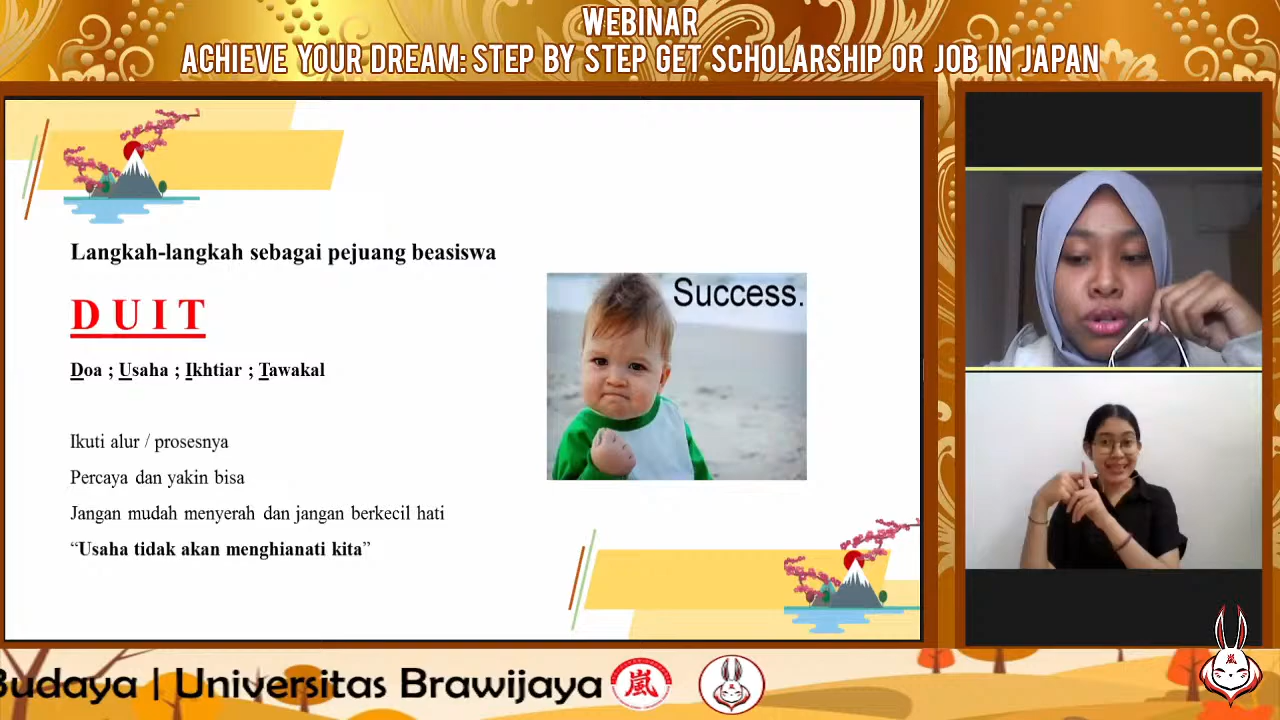 WEBINAR
ACHIEVE YOUR DREAM: STEP BY STEP GET SCHOLARSHIP OR JOB IN JAPAN
Langkah-langkah sebagai pejuang beasiswa
D U I T
Doa ; Usaha ; Ikhtiar ; Tawakal
Success.
Ikuti alur / prosesnya
Percaya dan yakin bisa
Jangan mudah menyerah dan jangan berkecil hati
“Usaha tidak akan menghianati kita”
Budaya | Universitas Brawijaya
嵐
嵐